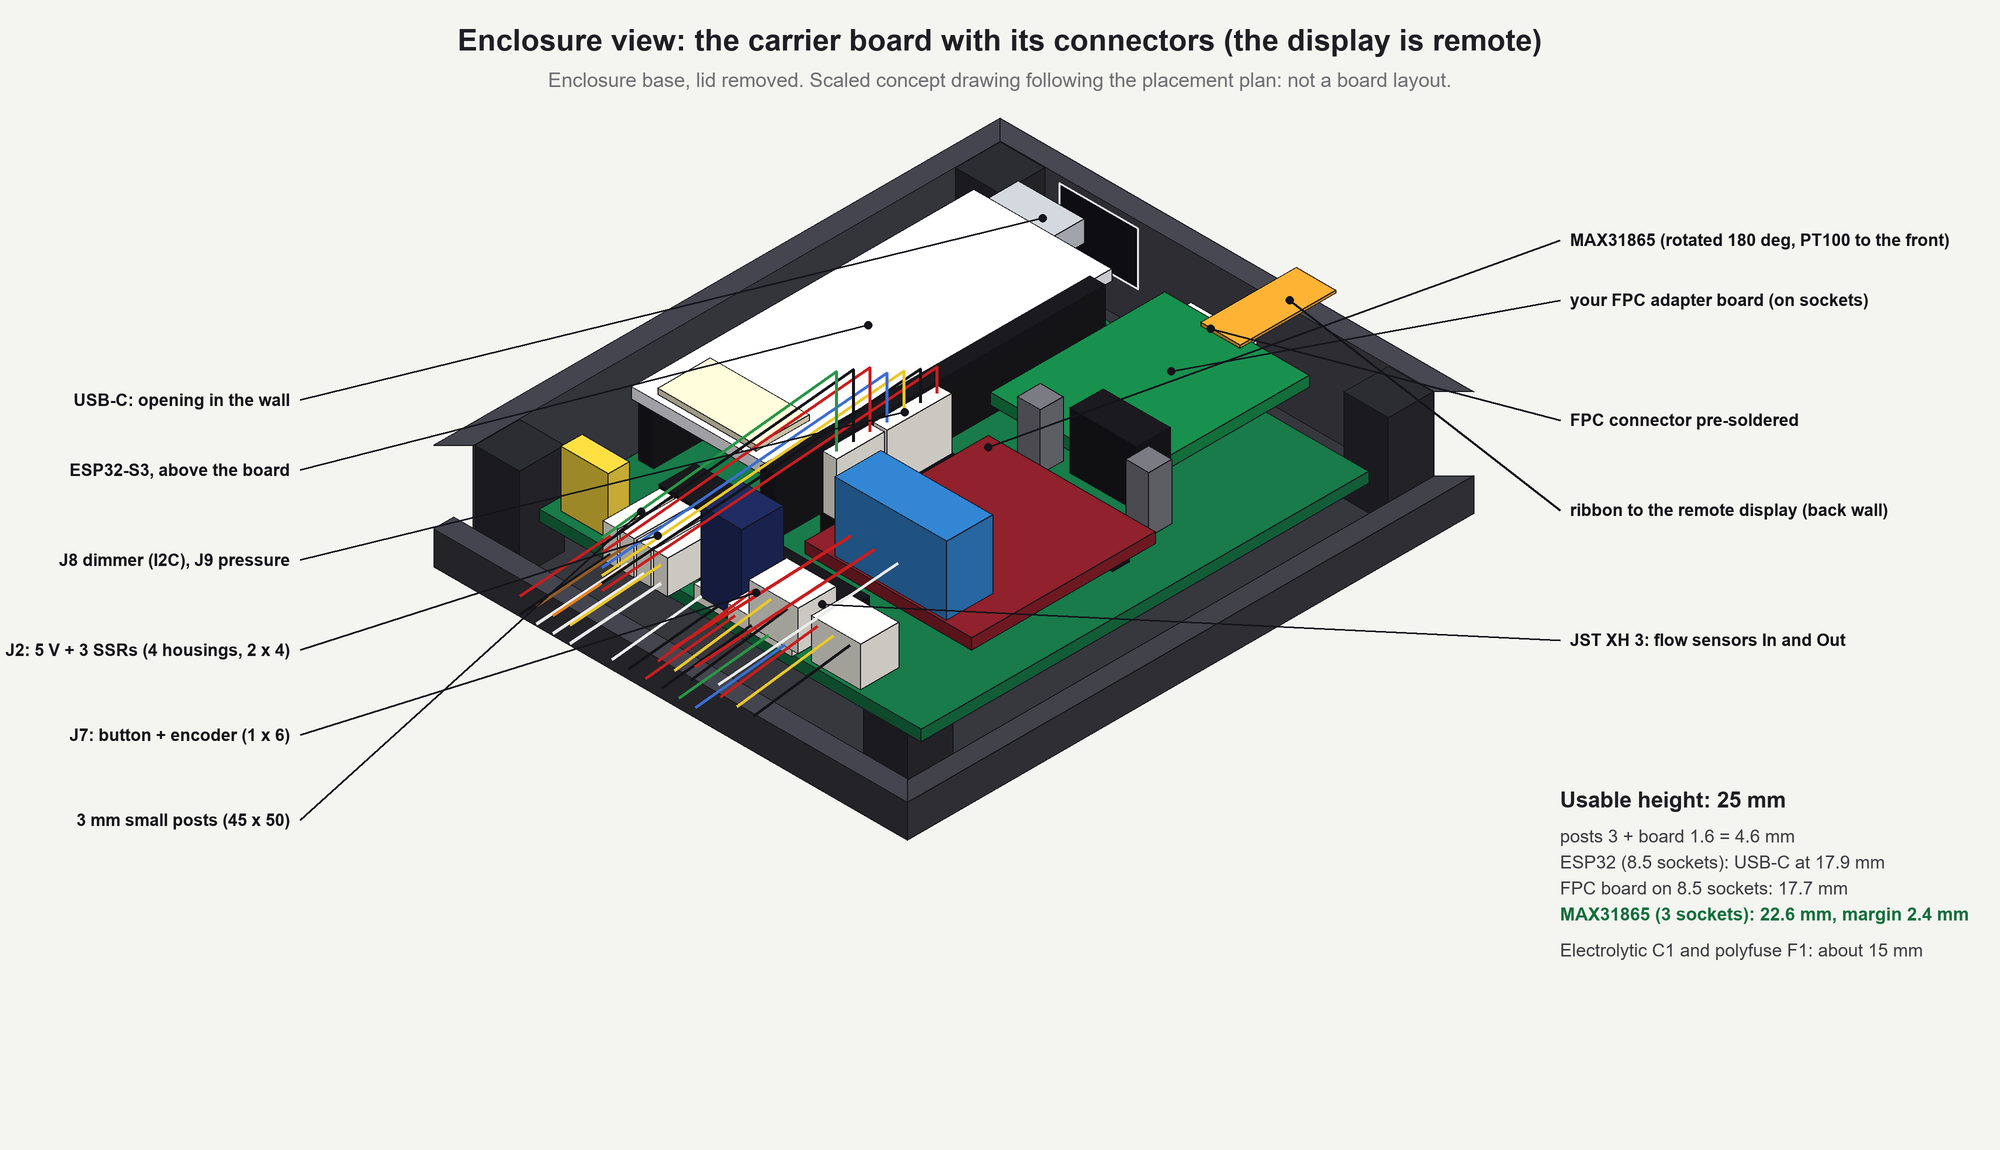 Enclosure view: the carrier board with its connectors (the display is remote)
Enclosure base, lid removed. Scaled concept drawing following the placement plan: not a board layout.
USB-C: opening in the wall
ESP32-S3, above the board
J8 dimmer (I2C), J9 pressure
J2: 5 V + 3 SSRs (4 housings, 2 x 4)
J7: button + encoder (1 x 6)
3 mm small posts (45 x 50)
MAX31865 (rotated 180 deg, PT100 to the front)
your FPC adapter board (on sockets)
FPC connector pre-soldered
ribbon to the remote display (back wall)
JST XH 3: flow sensors In and Out
Usable height: 25 mm
posts 3 + board 1.6 = 4.6 mm
ESP32 (8.5 sockets): USB-C at 17.9 mm
FPC board on 8.5 sockets: 17.7 mm
MAX31865 (3 sockets): 22.6 mm, margin 2.4 mm
Electrolytic C1 and polyfuse F1: about 15 mm